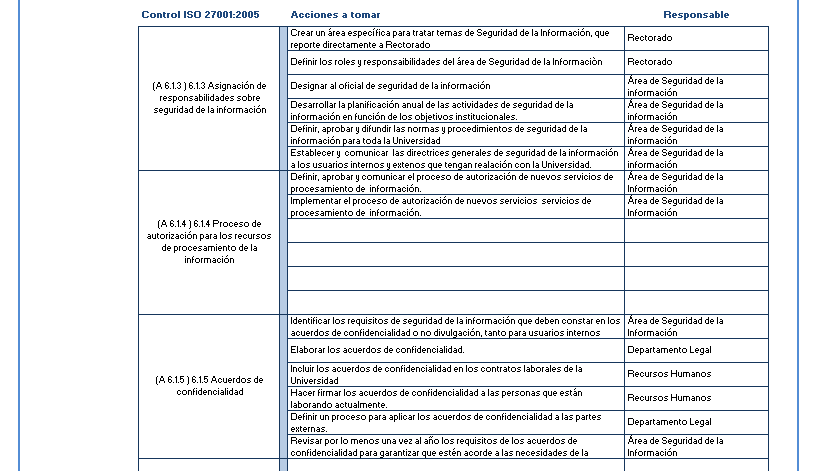 Control ISO 27001:2005 Acciones a tomar Responsable
(A 6.1.3 ) 6.1.3 Asignación de
responsabilidades sobre
seguridad de la información
Crear un área específica para tratar temas de Seguridad de la Información, que
reporte directamente a Rectorado
Rectorado
Definir los roles y responsaibilidades del área de Seguridad de la Informaciòn
Rectorado
Designar al oficial de seguridad de la información
Área de Seguridad de la
información
Desarrollar la planificación anual de las actividades de seguridad de la
información en función de los objetivos institucionales.
Área de Seguridad de la
información
Definir, aprobar y difundir las normas y procedimientos de seguridad de la
información para toda la Universidad
Área de Seguridad de la
información
Establecer y comunicar las directrices generales de seguridad de la información
a los usuarios internos y extenos que tengan realación con la Universidad.
Área de Seguridad de la
información
(A 6.1.4 ) 6.1.4 Proceso de
autorización para los recursos
de procesamiento de la
información
Definir, aprobar y comunicar el proceso de autorización de nuevos servicios de
procesamiento de información.
Área de Seguridad de la
Información
Implementar el proceso de autorización de nuevos servicios servicios de
procesamiento de información.
Área de Seguridad de la
Información
(A 6.1.5 ) 6.1.5 Acuerdos de
confidencialidad
Identificar los requisitos de seguridad de la información que deben constar en los
acuerdos de confidencialidad o no divulgación, tanto para usuarios internos
Área de Seguridad de la
Información
Elaborar los acuerdos de confidencialidad.
Departamento Legal
Incluir los acuerdos de confidencialidad en los contratos laborales de la
Universidad
Recursos Humanos
Hacer firmar los acuerdos de confidencialidad a las personas que están
laborando actualmente.
Recursos Humanos
Definir un proceso para aplicar los acuerdos de confidencialidad a las partes
externas.
Departamento Legal
Revisar por lo menos una vez al año los requisitos de los acuerdos de
confidencialidad para garantizar que estén acorde a las necesidades de la
Área de Seguridad de la
Información